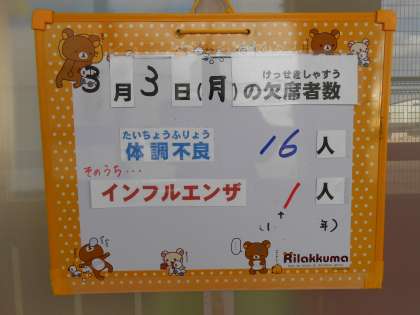 3月3日(月)の欠席者数
けっせきしゃすう
たいちょうふりょう
体調不良 16人
そのうち・・・
インフルエンザ 1人
↑
年)
Rilakkuma